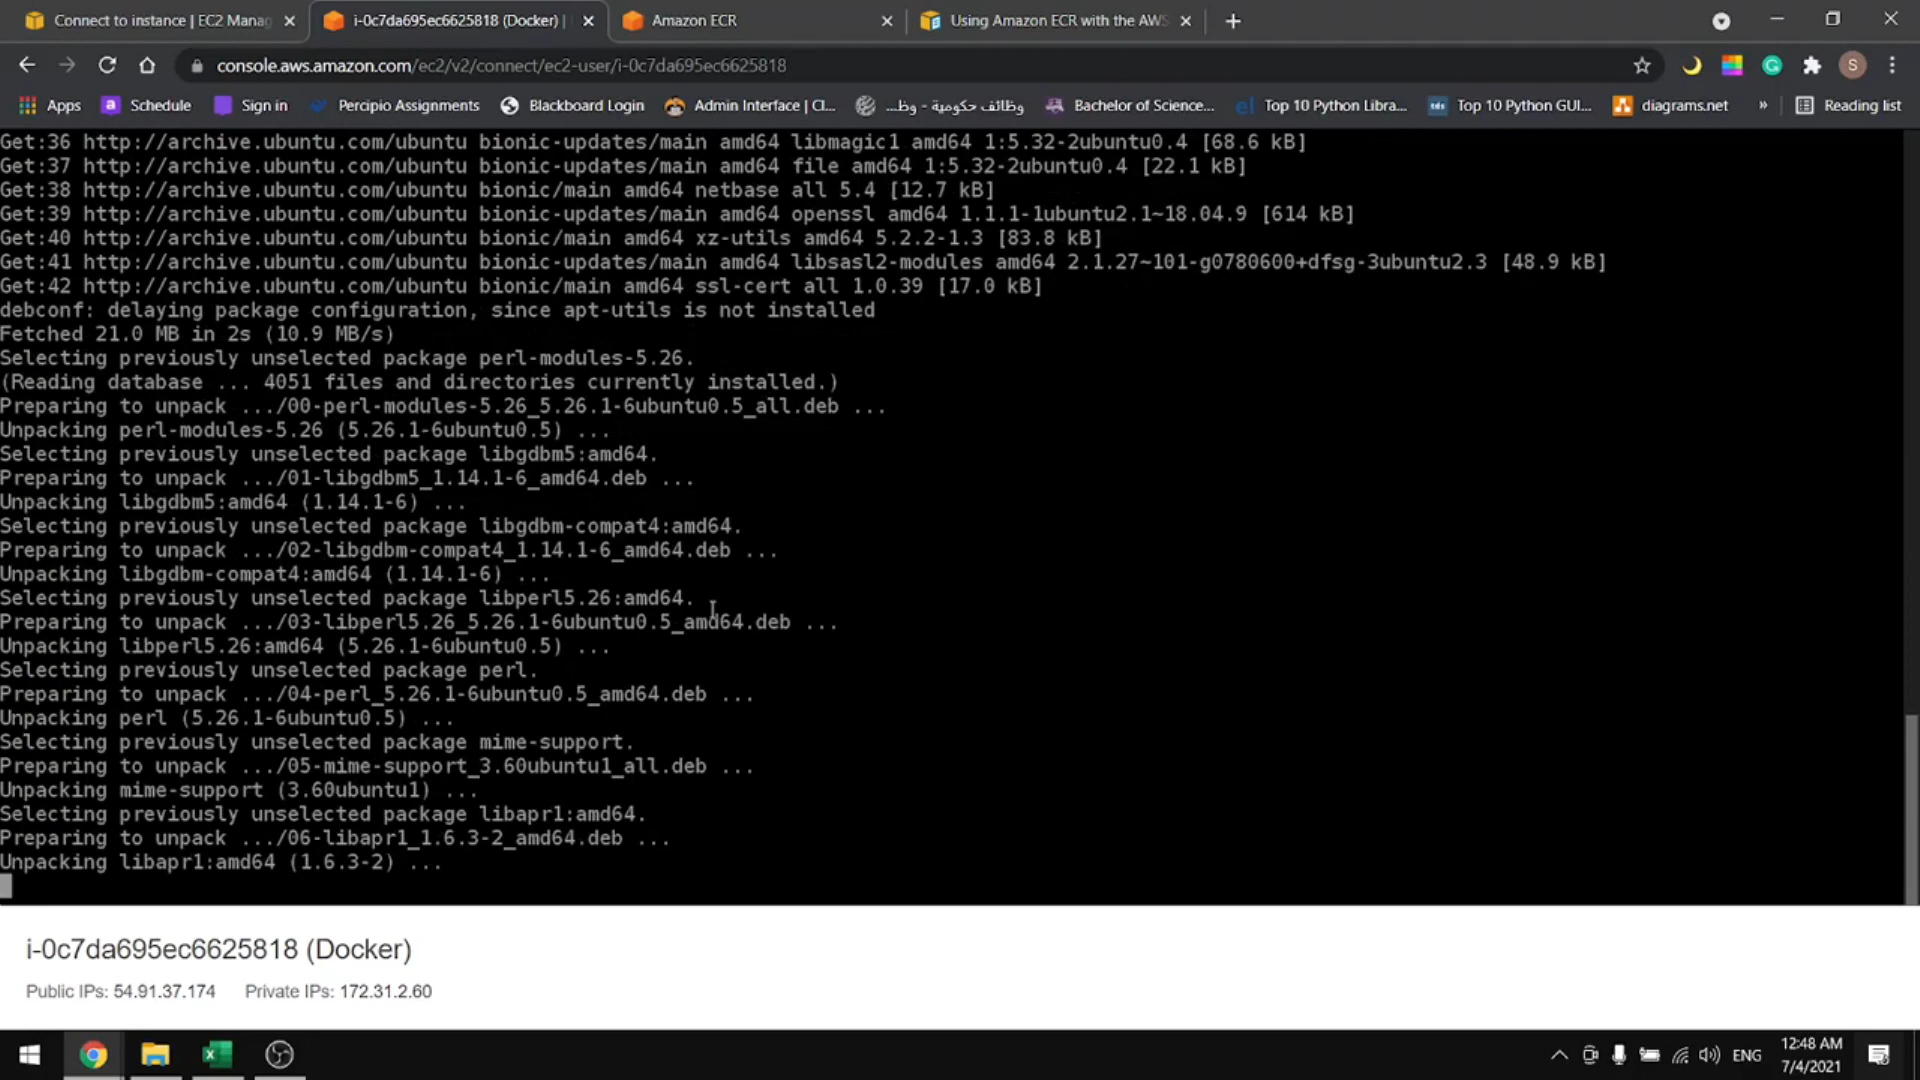 Connect to instance | EC2 Manag
i-0c7da695ec6625818 (Docker) |
Amazon ECR
Using Amazon ECR with the AWS
console.aws.amazon.com/ec2/v2/connect/ec2-user/i-0c7da695ec6625818
S
Apps
Schedule
Sign in
Percipio Assignments
Blackboard Login
Admin Interface | Cl...
وظائف حكومية - وظ...
Bachelor of Science...
Top 10 Python Libra...
Top 10 Python GUI...
diagrams.net
»
Reading list
Get:36 http://archive.ubuntu.com/ubuntu bionic-updates/main amd64 libmagic1 amd64 1:5.32-2ubuntu0.4 [68.6 kB]
Get:37 http://archive.ubuntu.com/ubuntu bionic-updates/main amd64 file amd64 1:5.32-2ubuntu0.4 [22.1 kB]
Get:38 http://archive.ubuntu.com/ubuntu bionic/main amd64 netbase all 5.4 [12.7 kB]
Get:39 http://archive.ubuntu.com/ubuntu bionic-updates/main amd64 openssl amd64 1.1.1-1ubuntu2.1~18.04.9 [614 kB]
Get:40 http://archive.ubuntu.com/ubuntu bionic/main amd64 xz-utils amd64 5.2.2-1.3 [83.8 kB]
Get:41 http://archive.ubuntu.com/ubuntu bionic-updates/main amd64 libsasl2-modules amd64 2.1.27~101-g0780600+dfsg-3ubuntu2.3 [48.9 kB]
Get:42 http://archive.ubuntu.com/ubuntu bionic/main amd64 ssl-cert all 1.0.39 [17.0 kB]
debconf: delaying package configuration, since apt-utils is not installed
Fetched 21.0 MB in 2s (10.9 MB/s)
Selecting previously unselected package perl-modules-5.26.
(Reading database ... 4051 files and directories currently installed.)
Preparing to unpack .../00-perl-modules-5.26_5.26.1-6ubuntu0.5_all.deb ...
Unpacking perl-modules-5.26 (5.26.1-6ubuntu0.5) ...
Selecting previously unselected package libgdbm5:amd64.
Preparing to unpack .../01-libgdbm5_1.14.1-6_amd64.deb ...
Unpacking libgdbm5:amd64 (1.14.1-6) ...
Selecting previously unselected package libgdbm-compat4:amd64.
Preparing to unpack .../02-libgdbm-compat4_1.14.1-6_amd64.deb ...
Unpacking libgdbm-compat4:amd64 (1.14.1-6) ...
Selecting previously unselected package libperl5.26:amd64.
Preparing to unpack .../03-libperl5.26_5.26.1-6ubuntu0.5_amd64.deb ...
Unpacking libperl5.26:amd64 (5.26.1-6ubuntu0.5) ...
Selecting previously unselected package perl.
Preparing to unpack .../04-perl_5.26.1-6ubuntu0.5_amd64.deb ...
Unpacking perl (5.26.1-6ubuntu0.5) ...
Selecting previously unselected package mime-support.
Preparing to unpack .../05-mime-support_3.60ubuntu1_all.deb ...
Unpacking mime-support (3.60ubuntu1) ...
Selecting previously unselected package libapr1:amd64.
Preparing to unpack .../06-libapr1_1.6.3-2_amd64.deb ...
Unpacking libapr1:amd64 (1.6.3-2) ...
i-0c7da695ec6625818 (Docker)
Public IPs: 54.91.37.174 Private IPs: 172.31.2.60
ENG
12:48 AM
7/4/2021